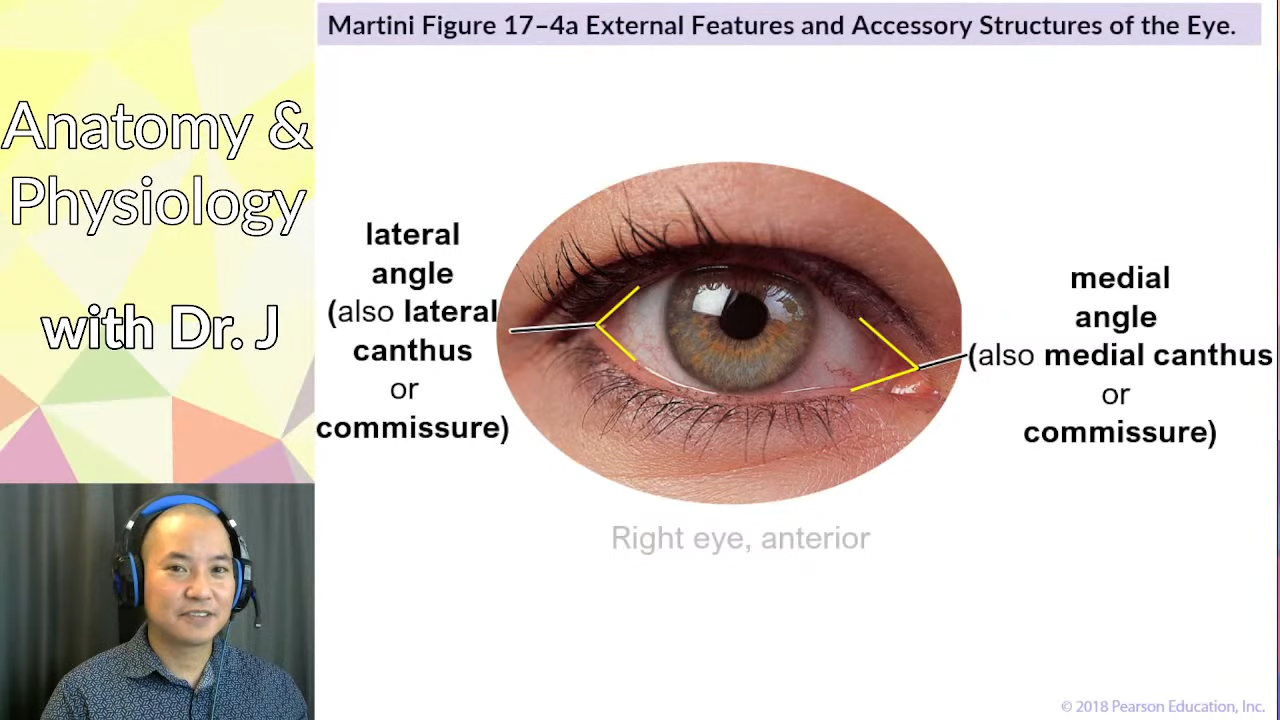 Martini Figure 17–4a External Features and Accessory Structures of the Eye.
Anatomy &
Physiology
with Dr. J
lateral
angle
(also lateral
canthus
or
commissure)
medial
angle
(also medial canthus
or
commissure)
Right eye, anterior
© 2018 Pearson Education, Inc.